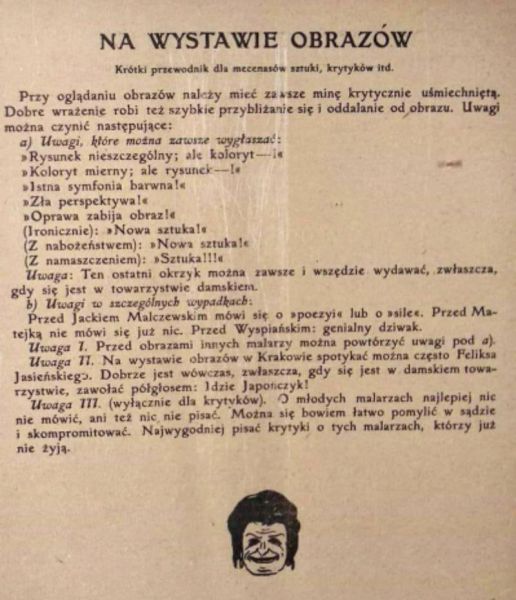 NA WYSTAWIE OBRAZÓW
Krótki przewodnik dla mecenasów sztuki, krytyków itd.
Przy oglądaniu obrazów należy mieć zawsze minę krytycznie uśmiechniętą.
Dobre wrażenie robi też szybkie przybliżanie się i oddalanie od obrazu. Uwagi
można czynić następujące:
a) Uwagi, które można zawsze wygłaszać:
»Rysunek nieszczególny; ale koloryt—!«
»Koloryt mierny; ale rysunek—!«
»Istna symfonia barwna!«
»Zła perspektywa!«
»Oprawa zabija obraz!«
(Ironicznie): »Nowa sztuka!«
(Z nabożeństwem): »Nowa sztuka!«
(Z namaszczeniem): »Sztuka!!!«
Uwaga: Ten ostatni okrzyk można zawsze i wszędzie wydawać, zwłaszcza,
gdy się jest w towarzystwie damskiem.
b) Uwagi w szczególnych wypadkach:
Przed Jackiem Malczewskim mówi się o »poezyi« lub o »sile«. Przed Ma-
tejką nie mówi się już nic. Przed Wyspiańskim: genialny dziwak.
Uwaga I. Przed obrazami innych malarzy można powtórzyć uwagi pod a).
Uwaga II. Na wystawie obrazów w Krakowie spotykać można często Feliksa
Jasieńskiego. Dobrze jest wówczas, zwłaszcza, gdy się jest w damskiem towa-
rzystwie, zawołać półgłosem: Idzie Japończyk!
Uwaga III. (wyłącznie dla krytyków). O młodych malarzach najlepiej nic
nie mówić, ani też nic nie pisać. Można się bowiem łatwo pomylić w sądzie
i skompromitować. Najwygodniej pisać krytyki o tych malarzach, którzy już
nie żyją.